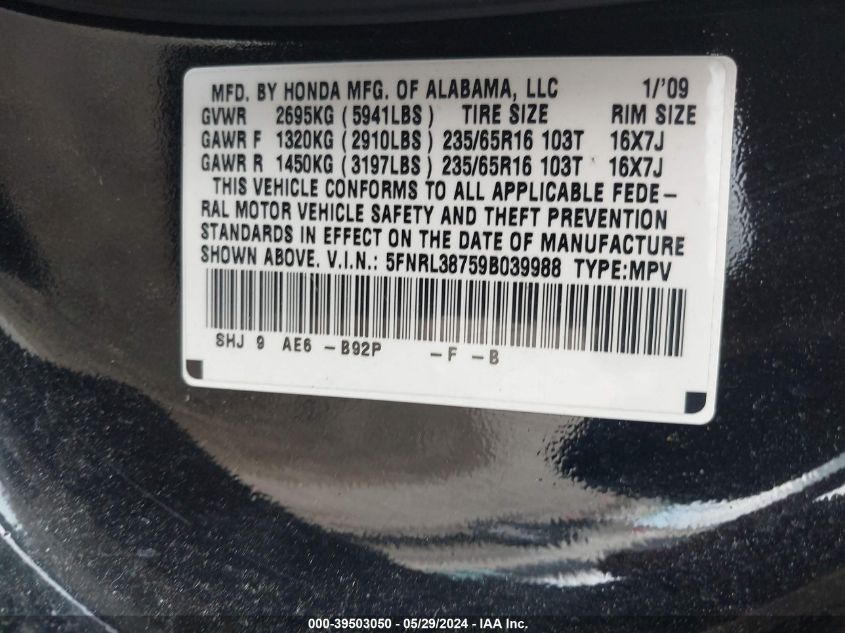 MFD. BY HONDA MFG. OF ALABAMA, LLC 1/'09
GVWR 2695KG (5941LBS) TIRE SIZE RIM SIZE
GAWR F 1320KG (2910LBS) 235/65R16 103T 16X7J
GAWR R 1450KG (3197LBS) 235/65R16 103T 16X7J
THIS VEHICLE CONFORMS TO ALL APPLICABLE FEDE-
RAL MOTOR VEHICLE SAFETY AND THEFT PREVENTION
STANDARDS IN EFFECT ON THE DATE OF MANUFACTURE
SHOWN ABOVE. V.I.N.: 5FNRL38759B039988 TYPE:MPV
SHJ 9 AE6 -B92P -F -B
000-39503050 - 05/29/2024 - IAA Inc.